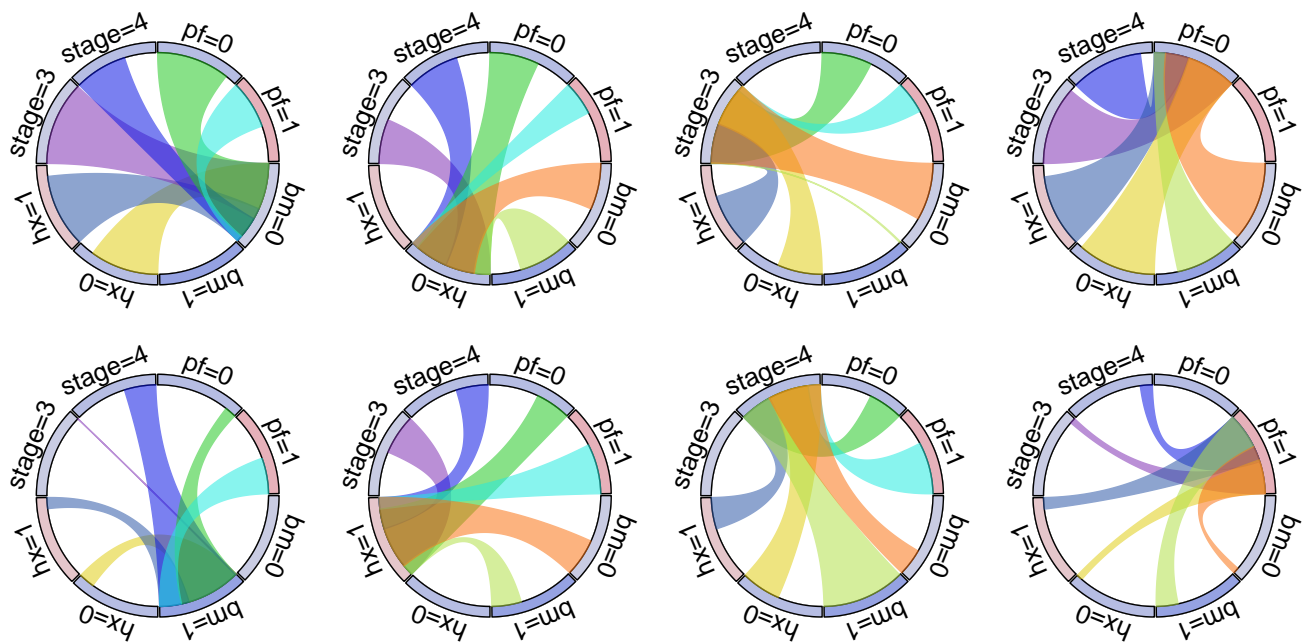 stage=4 pf=0
stage=3 pf=1
hx=1 bm=0
hx=0 bm=1
stage=4 pf=0
stage=3 pf=1
hx=1 bm=0
hx=0 bm=1
stage=4 pf=0
stage=3 pf=1
hx=1 bm=0
hx=0 bm=1
stage=4 pf=0
stage=3 pf=1
hx=1 bm=0
hx=0 bm=1
stage=4 pf=0
stage=3 pf=1
hx=1 bm=0
hx=0 bm=1
stage=4 pf=0
stage=3 pf=1
hx=1 bm=0
hx=0 bm=1
stage=4 pf=0
stage=3 pf=1
hx=1 bm=0
hx=0 bm=1
stage=4 pf=0
stage=3 pf=1
hx=1 bm=0
hx=0 bm=1